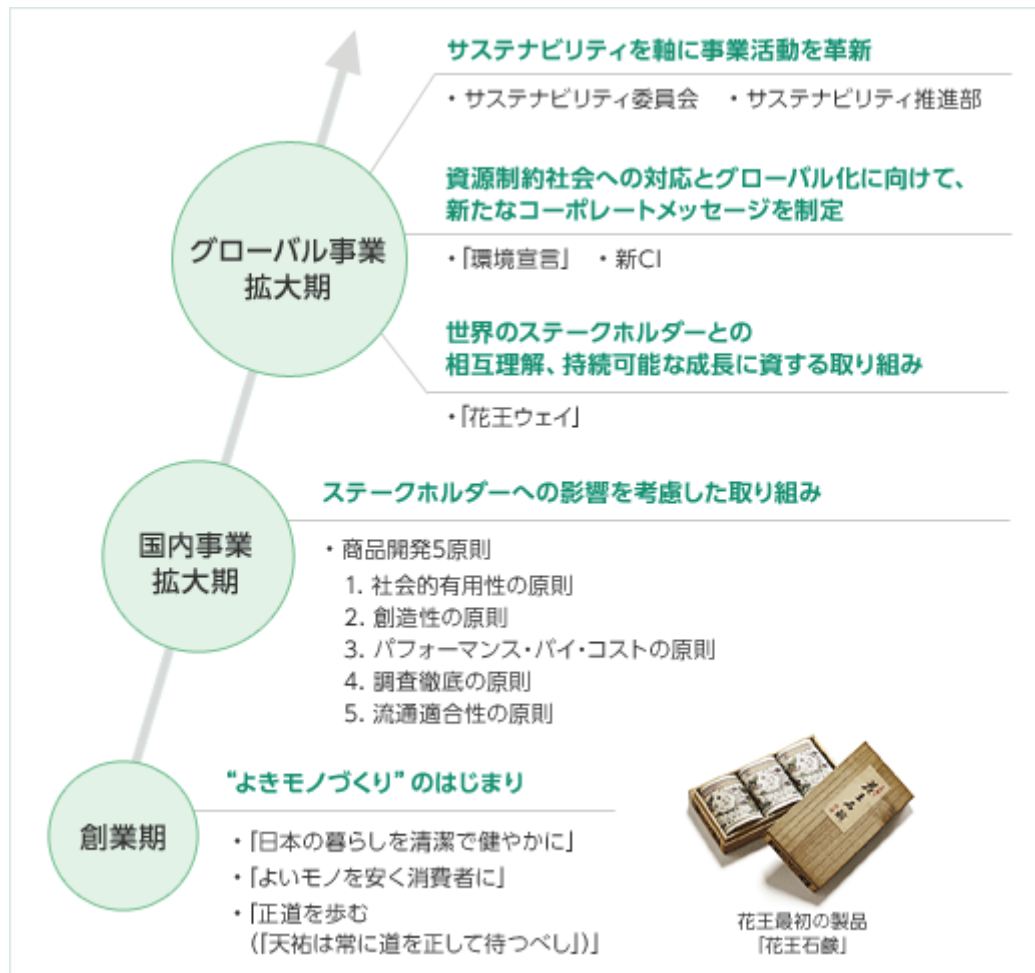 サステナビリティを軸に事業活動を革新
・サステナビリティ委員会　・サステナビリティ推進部
資源制約社会への対応とグローバル化に向けて、
新たなコーポレートメッセージを制定
・「環境宣言」　・新CI
グローバル事業
拡大期
世界のステークホルダーとの
相互理解、持続可能な成長に資する取り組み
・「花王ウェイ」
国内事業
拡大期
ステークホルダーへの影響を考慮した取り組み
・商品開発5原則
1. 社会的有用性の原則
2. 創造性の原則
3. パフォーマンス・バイ・コストの原則
4. 調査徹底の原則
5. 流通適合性の原則
創業期
“よきモノづくり”のはじまり
・「日本の暮らしを清潔で健やかに」
・「よいモノを安く消費者に」
・「正道を歩む
（「天祐は常に道を正して待つべし」）」
花王最初の製品
「花王石鹸」